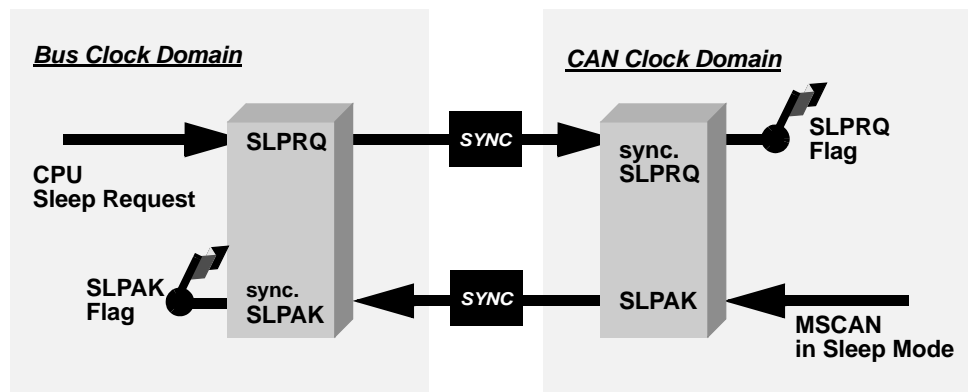 Bus Clock Domain
CAN Clock Domain
SLPRQ
SYNC
sync.
SLPRQ
SLPRQ
Flag
CPU
Sleep Request
SLPAK
Flag
sync.
SLPAK
SYNC
SLPAK
MSCAN
in Sleep Mode